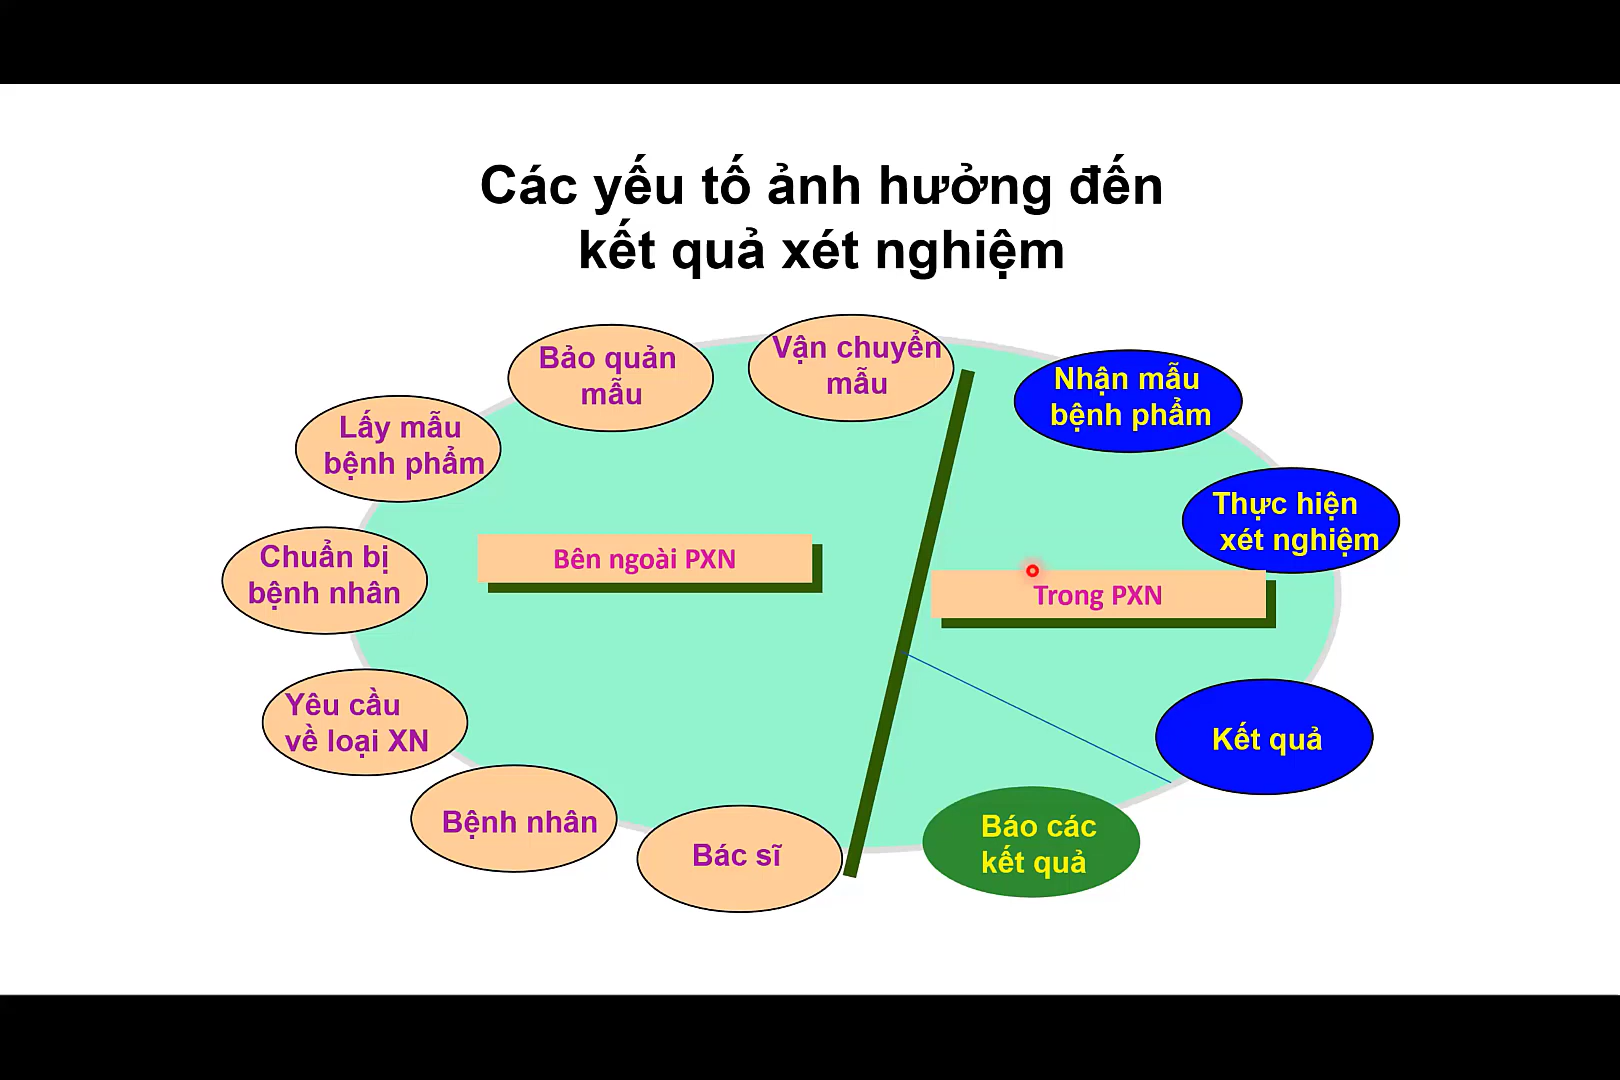 Các yếu tố ảnh hưởng đến
kết quả xét nghiệm
Bảo quản
mẫu
Vận chuyển
mẫu
Nhận mẫu
bệnh phẩm
Lấy mẫu
bệnh phẩm
Thực hiện
xét nghiệm
Chuẩn bị
bệnh nhân
Bên ngoài PXN
Trong PXN
Yêu cầu
về loại XN
Kết quả
Bệnh nhân
Bác sĩ
Báo các
kết quả